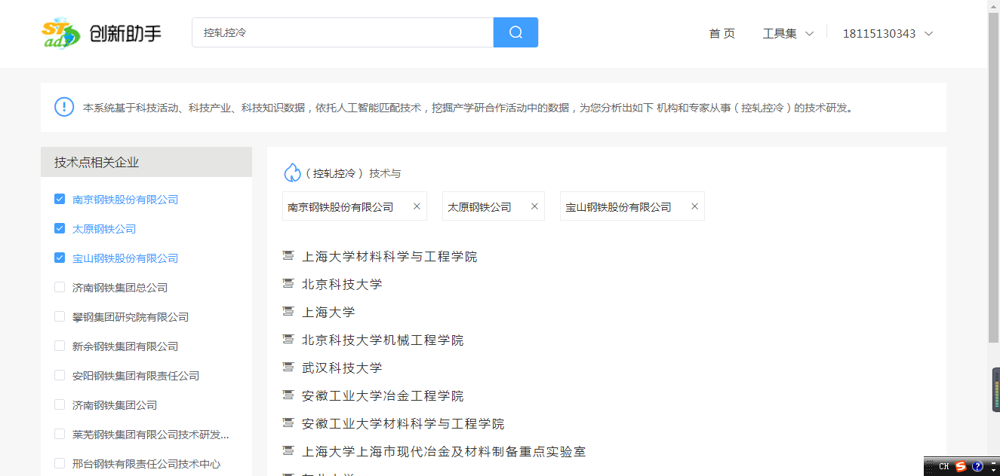 STad 创新助手
控轧控冷
首 页 工具集 18115130343
本系统基于科技活动、科技产业、科技知识数据，依托人工智能匹配技术，挖掘产学研合作活动中的数据，为您分析出如下 机构和专家从事（控轧控冷）的技术研发。
技术点相关企业
南京钢铁股份有限公司
太原钢铁公司
宝山钢铁股份有限公司
济南钢铁集团总公司
攀钢集团研究院有限公司
新余钢铁集团有限公司
安阳钢铁集团有限责任公司
济南钢铁集团公司
莱芜钢铁集团有限公司技术研发...
邢台钢铁有限责任公司技术中心
（控轧控冷） 技术与
南京钢铁股份有限公司 × 太原钢铁公司 × 宝山钢铁股份有限公司 ×
上海大学材料科学与工程学院
北京科技大学
上海大学
北京科技大学机械工程学院
武汉科技大学
安徽工业大学冶金工程学院
安徽工业大学材料科学与工程学院
上海大学上海市现代冶金及材料制备重点实验室
CH S ?